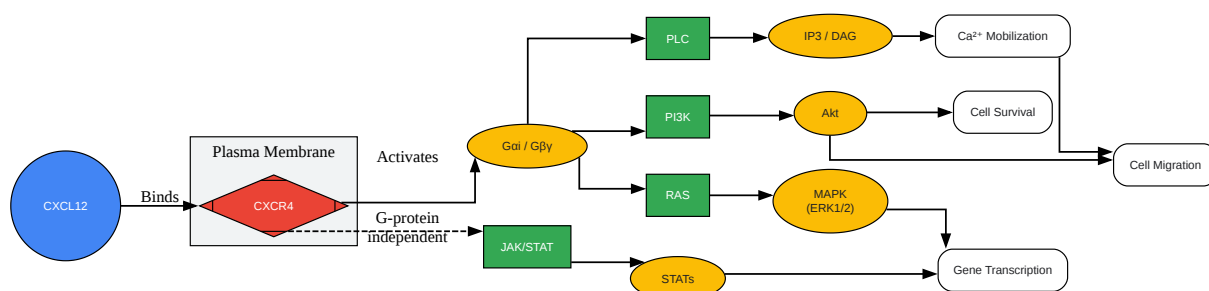 CXCL12
Binds
Plasma Membrane
CXCR4
Activates
G-protein
independent
Gαi / Gβγ
JAK/STAT
PLC
PI3K
RAS
STATs
IP3 / DAG
Akt
MAPK
(ERK1/2)
Ca²⁺ Mobilization
Cell Survival
Cell Migration
Gene Transcription